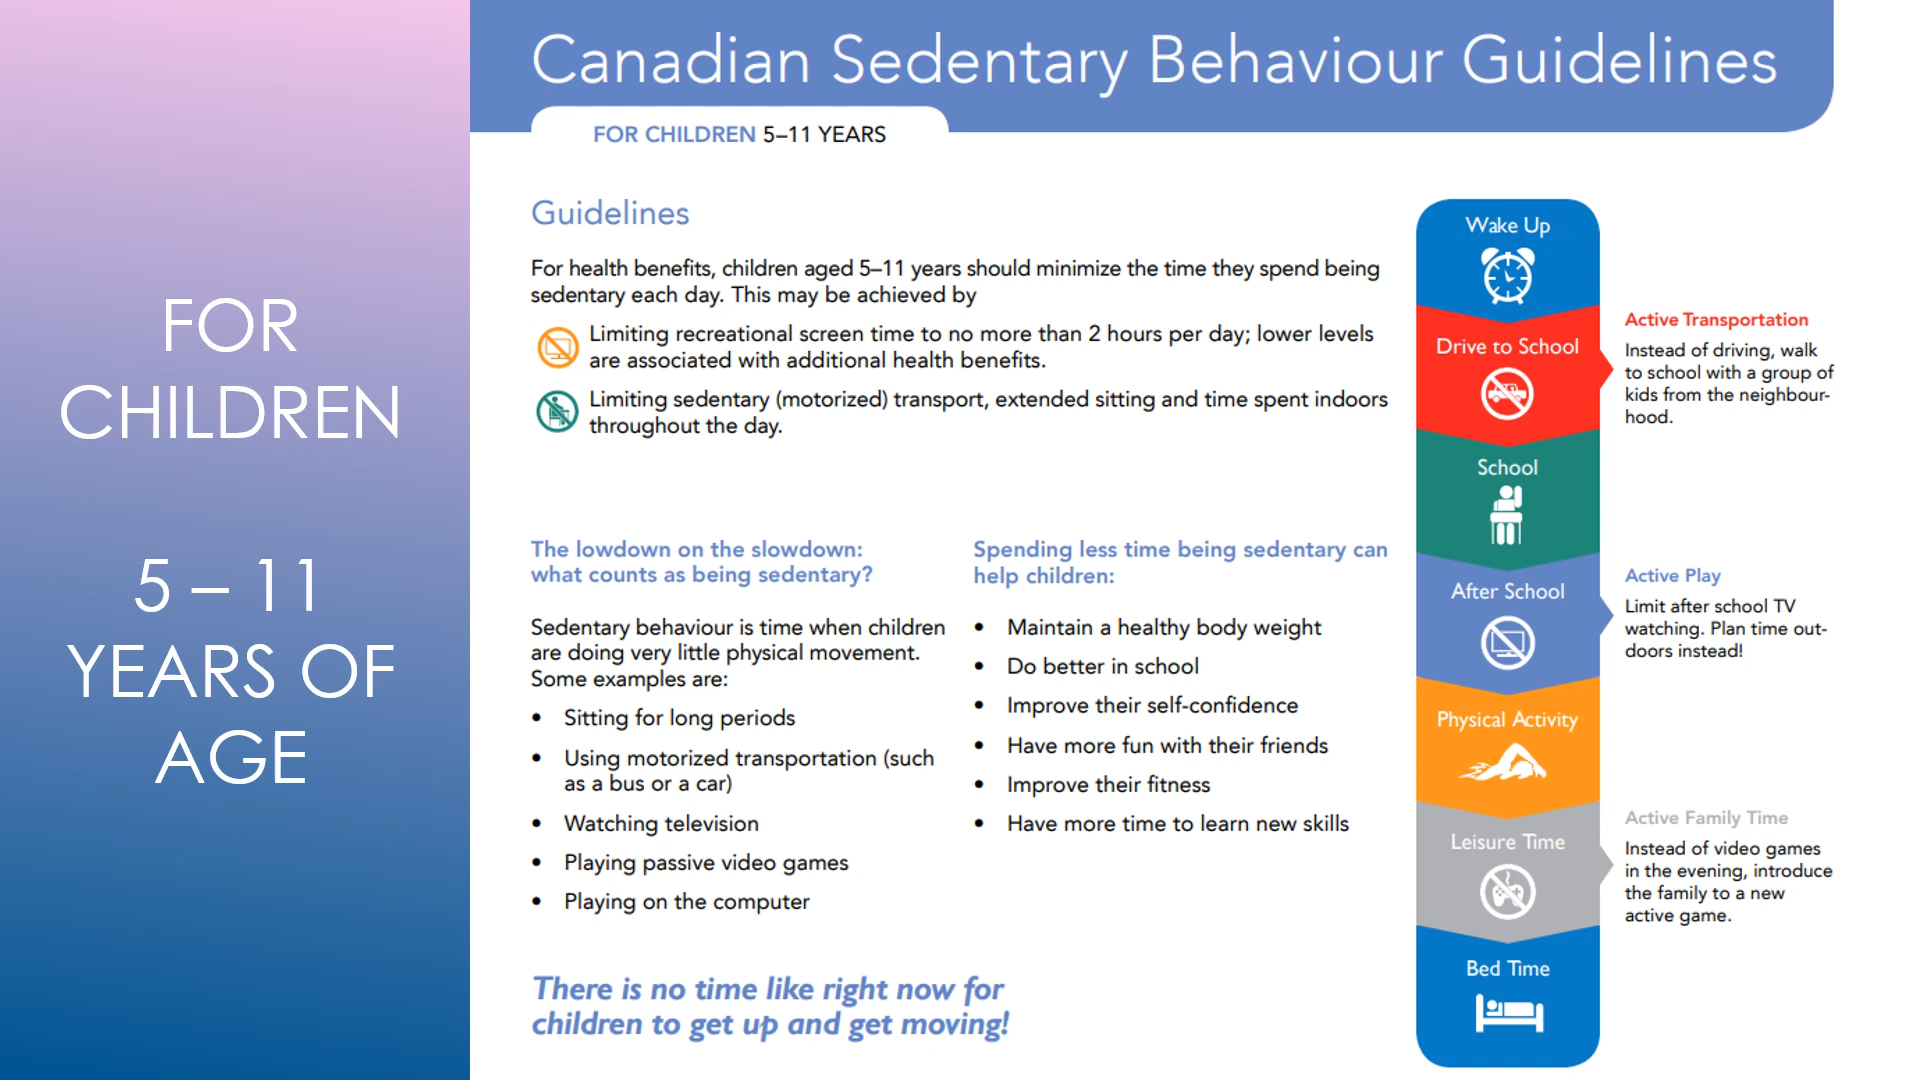 FOR
CHILDREN
5 – 11
YEARS OF
AGE
Canadian Sedentary Behaviour Guidelines
FOR CHILDREN 5–11 YEARS
Guidelines
For health benefits, children aged 5–11 years should minimize the time they spend being
sedentary each day. This may be achieved by
Limiting recreational screen time to no more than 2 hours per day; lower levels
are associated with additional health benefits.
Limiting sedentary (motorized) transport, extended sitting and time spent indoors
throughout the day.
The lowdown on the slowdown:
what counts as being sedentary?
Sedentary behaviour is time when children
are doing very little physical movement.
Some examples are:
• Sitting for long periods
• Using motorized transportation (such
as a bus or a car)
• Watching television
• Playing passive video games
• Playing on the computer
Spending less time being sedentary can
help children:
• Maintain a healthy body weight
• Do better in school
• Improve their self-confidence
• Have more fun with their friends
• Improve their fitness
• Have more time to learn new skills
There is no time like right now for
children to get up and get moving!
Wake Up
Drive to School
Active Transportation
Instead of driving, walk
to school with a group of
kids from the neighbour-
hood.
School
After School
Active Play
Limit after school TV
watching. Plan time out-
doors instead!
Physical Activity
Leisure Time
Active Family Time
Instead of video games
in the evening, introduce
the family to a new
active game.
Bed Time